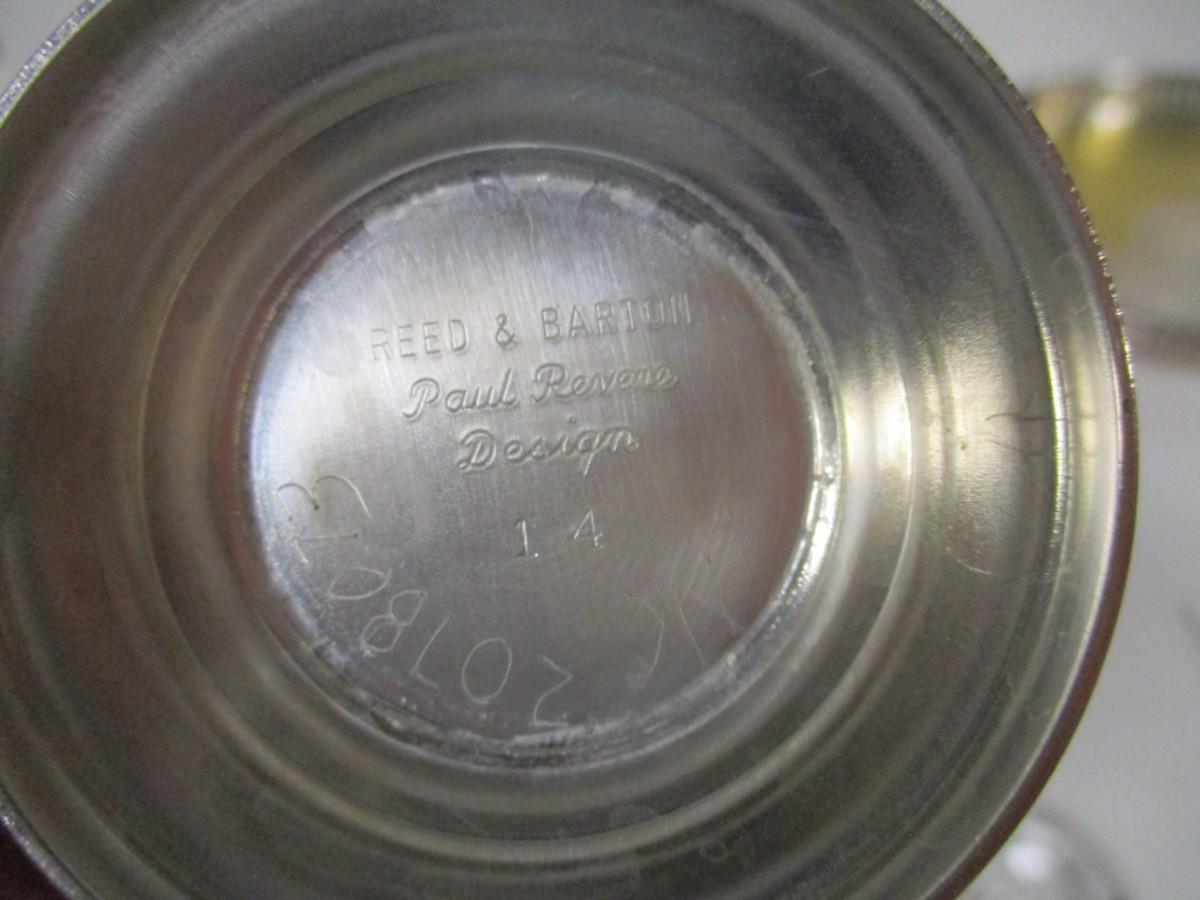 REED & BARTON
Paul Revere
Design
14